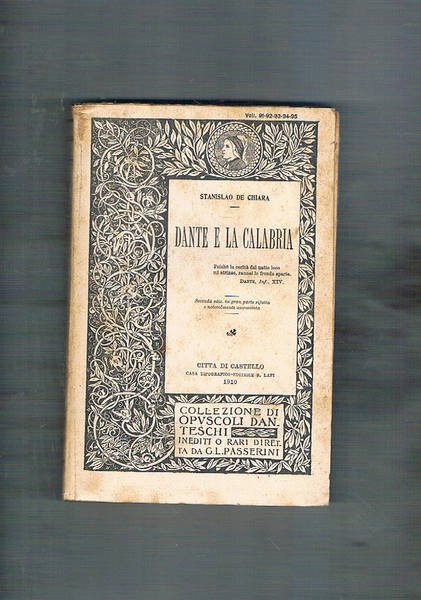 Voll. 91-92-93-94-95
STANISLAO DE CHIARA
DANTE E LA CALABRIA
Poichè la carità del natio loco
mi strinse, raunai le fronde sparte.
DANTE, Inf., XIV.
Seconda ediz. in gran parte rifatta
e notevolmente accresciuta
CITTÀ DI CASTELLO
CASA TIPOGRAFICO-EDITRICE S. LAPI
1910
COLLEZIONE DI
OPVSCOLI DAN-
TESCHI
INEDITI O RARI DIRET-
TA DA G.L. PASSERINI